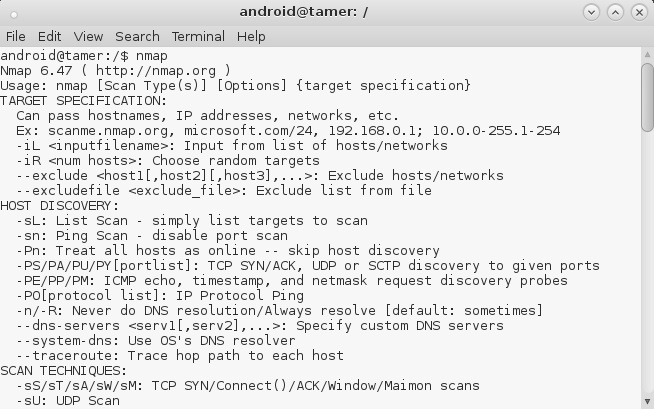 android@tamer: /
File Edit View Search Terminal Help
android@tamer:/$ nmap
Nmap 6.47 ( http://nmap.org )
Usage: nmap [Scan Type(s)] [Options] {target specification}
TARGET SPECIFICATION:
  Can pass hostnames, IP addresses, networks, etc.
  Ex: scanme.nmap.org, microsoft.com/24, 192.168.0.1; 10.0.0-255.1-254
  -iL <inputfilename>: Input from list of hosts/networks
  -iR <num hosts>: Choose random targets
  --exclude <host1[,host2][,host3],...>: Exclude hosts/networks
  --excludefile <exclude_file>: Exclude list from file
HOST DISCOVERY:
  -sL: List Scan - simply list targets to scan
  -sn: Ping Scan - disable port scan
  -Pn: Treat all hosts as online -- skip host discovery
  -PS/PA/PU/PY[portlist]: TCP SYN/ACK, UDP or SCTP discovery to given ports
  -PE/PP/PM: ICMP echo, timestamp, and netmask request discovery probes
  -PO[protocol list]: IP Protocol Ping
  -n/-R: Never do DNS resolution/Always resolve [default: sometimes]
  --dns-servers <serv1[,serv2],...>: Specify custom DNS servers
  --system-dns: Use OS's DNS resolver
  --traceroute: Trace hop path to each host
SCAN TECHNIQUES:
  -sS/sT/sA/sW/sM: TCP SYN/Connect()/ACK/Window/Maimon scans
  -sU: UDP Scan